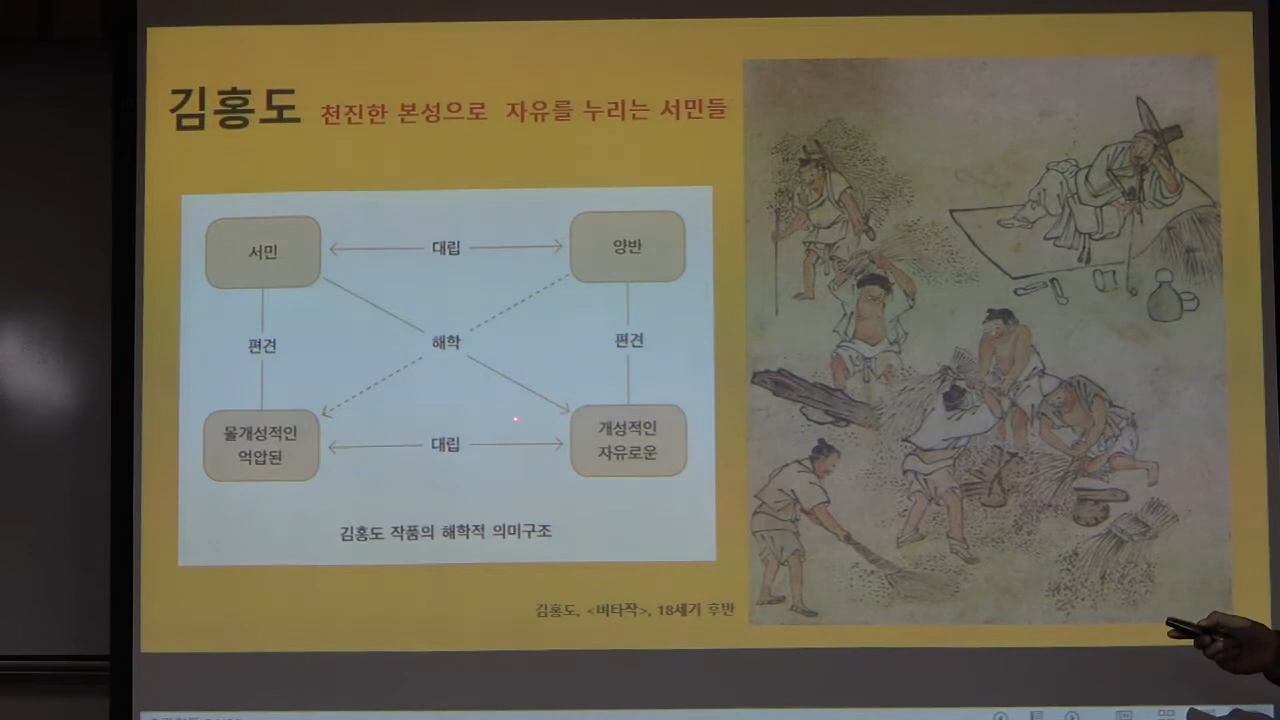 김홍도 천진한 본성으로 자유를 누리는 서민들
서민
대립
양반
편견
해학
편견
몰개성적인
억압된
대립
개성적인
자유로운
김홍도 작품의 해학적 의미구조
김홍도, <벼타작>, 18세기 후반